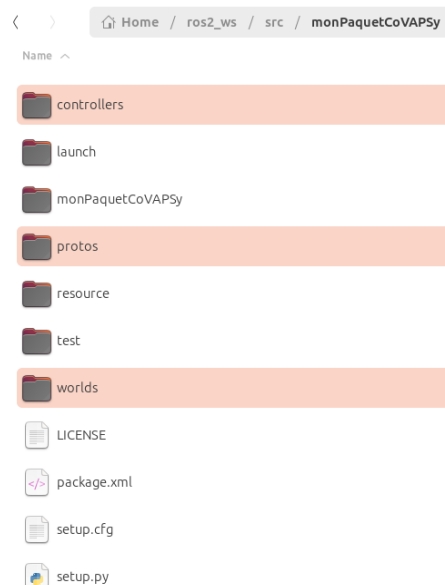 Home / ros2_ws / src / monPaquetCoVAPSy
Name
controllers
launch
monPaquetCoVAPSy
protos
resource
test
worlds
LICENSE
package.xml
setup.cfg
setup.py